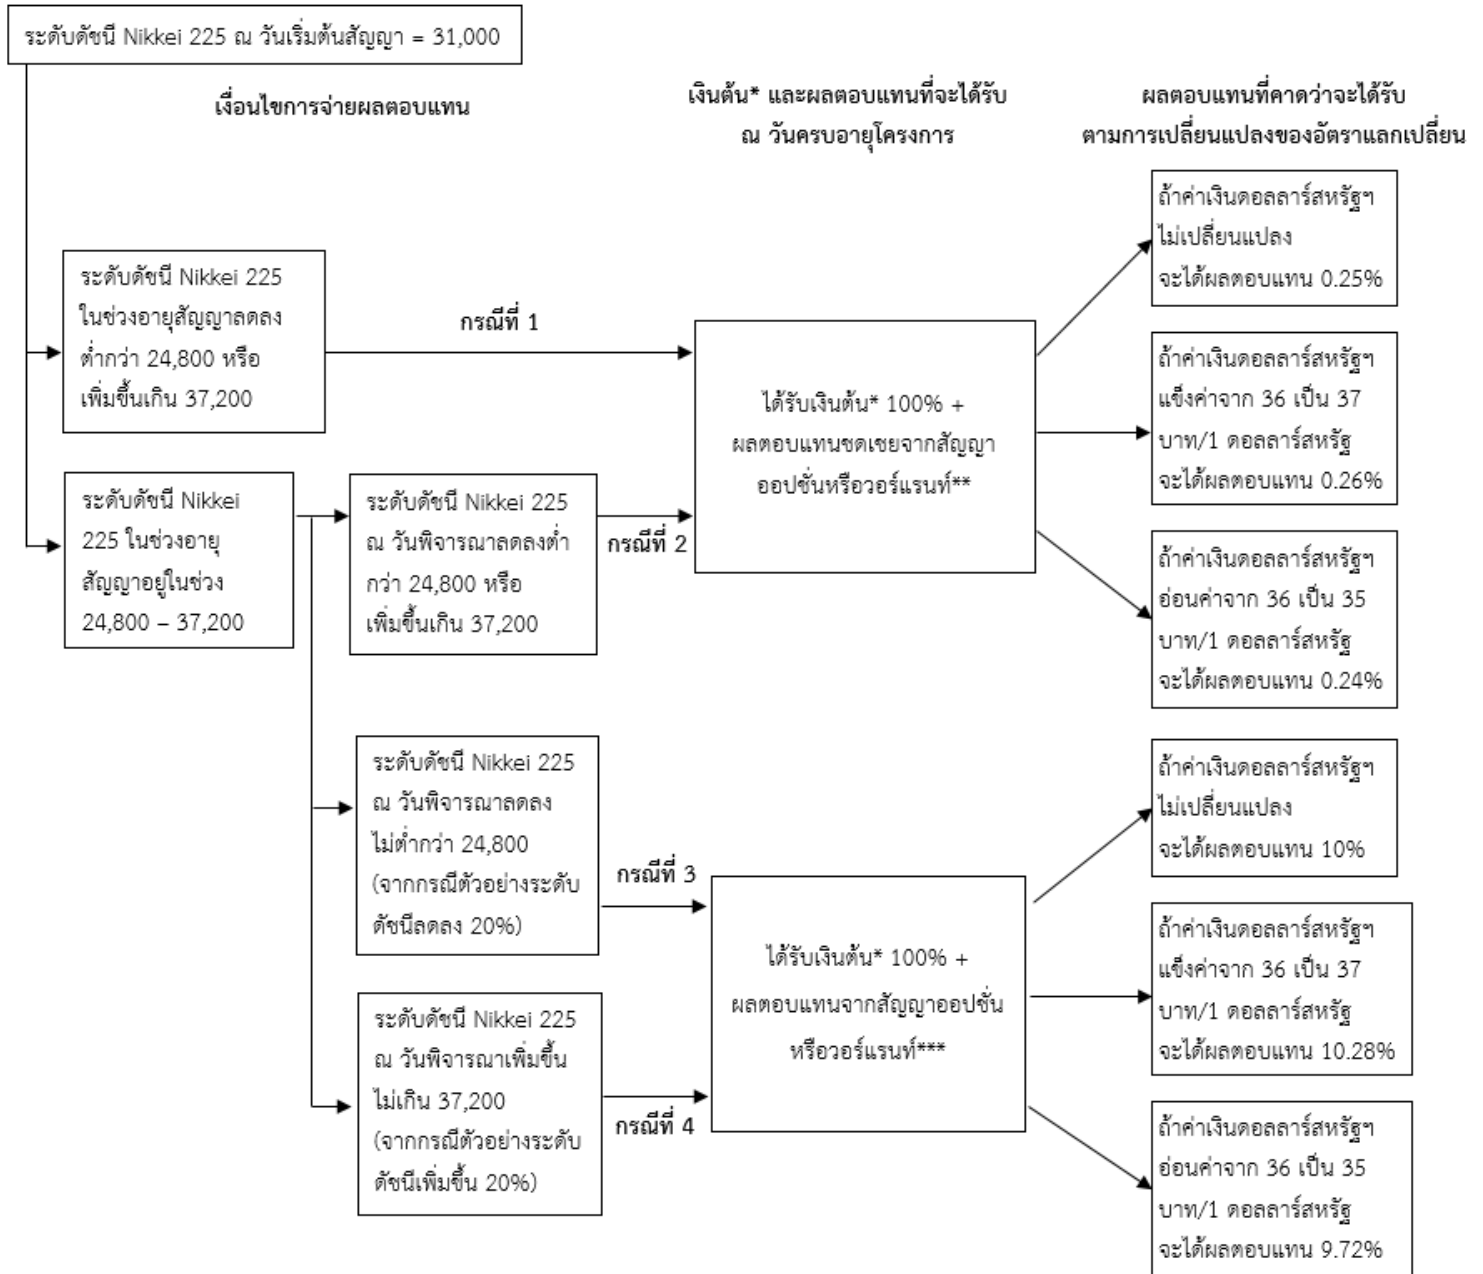 ระดับดัชนี Nikkei 225 ณ วันเริ่มต้นสัญญา = 31,000
เงื่อนไขการจ่ายผลตอบแทน
เงินต้น* และผลตอบแทนที่จะได้รับ
ณ วันครบอายุโครงการ
ผลตอบแทนที่คาดว่าจะได้รับ
ตามการเปลี่ยนแปลงของอัตราแลกเปลี่ยน
ระดับดัชนี Nikkei 225
ในช่วงอายุสัญญาลดลง
ต่ำกว่า 24,800 หรือ
เพิ่มขึ้นเกิน 37,200
กรณีที่ 1
ระดับดัชนี Nikkei
225 ในช่วงอายุ
สัญญาอยู่ในช่วง
24,800 – 37,200
ระดับดัชนี Nikkei 225
ณ วันพิจารณาลดลงต่ำ
กว่า 24,800 หรือ
เพิ่มขึ้นเกิน 37,200
กรณีที่ 2
ได้รับเงินต้น* 100% +
ผลตอบแทนชดเชยจากสัญญา
ออปชั่นหรือวอร์แรนท์**
ถ้าค่าเงินดอลลาร์สหรัฐฯ
ไม่เปลี่ยนแปลง
จะได้ผลตอบแทน 0.25%
ถ้าค่าเงินดอลลาร์สหรัฐฯ
แข็งค่าจาก 36 เป็น 37
บาท/1 ดอลลาร์สหรัฐ
จะได้ผลตอบแทน 0.26%
ถ้าค่าเงินดอลลาร์สหรัฐฯ
อ่อนค่าจาก 36 เป็น 35
บาท/1 ดอลลาร์สหรัฐ
จะได้ผลตอบแทน 0.24%
ระดับดัชนี Nikkei 225
ณ วันพิจารณาลดลง
ไม่ต่ำกว่า 24,800
(จากกรณีตัวอย่างระดับ
ดัชนีลดลง 20%)
กรณีที่ 3
ระดับดัชนี Nikkei 225
ณ วันพิจารณาเพิ่มขึ้น
ไม่เกิน 37,200
(จากกรณีตัวอย่างระดับ
ดัชนีเพิ่มขึ้น 20%)
กรณีที่ 4
ได้รับเงินต้น* 100% +
ผลตอบแทนจากสัญญาออปชั่น
หรือวอร์แรนท์***
ถ้าค่าเงินดอลลาร์สหรัฐฯ
ไม่เปลี่ยนแปลง
จะได้ผลตอบแทน 10%
ถ้าค่าเงินดอลลาร์สหรัฐฯ
แข็งค่าจาก 36 เป็น 37
บาท/1 ดอลลาร์สหรัฐ
จะได้ผลตอบแทน 10.28%
ถ้าค่าเงินดอลลาร์สหรัฐฯ
อ่อนค่าจาก 36 เป็น 35
บาท/1 ดอลลาร์สหรัฐ
จะได้ผลตอบแทน 9.72%